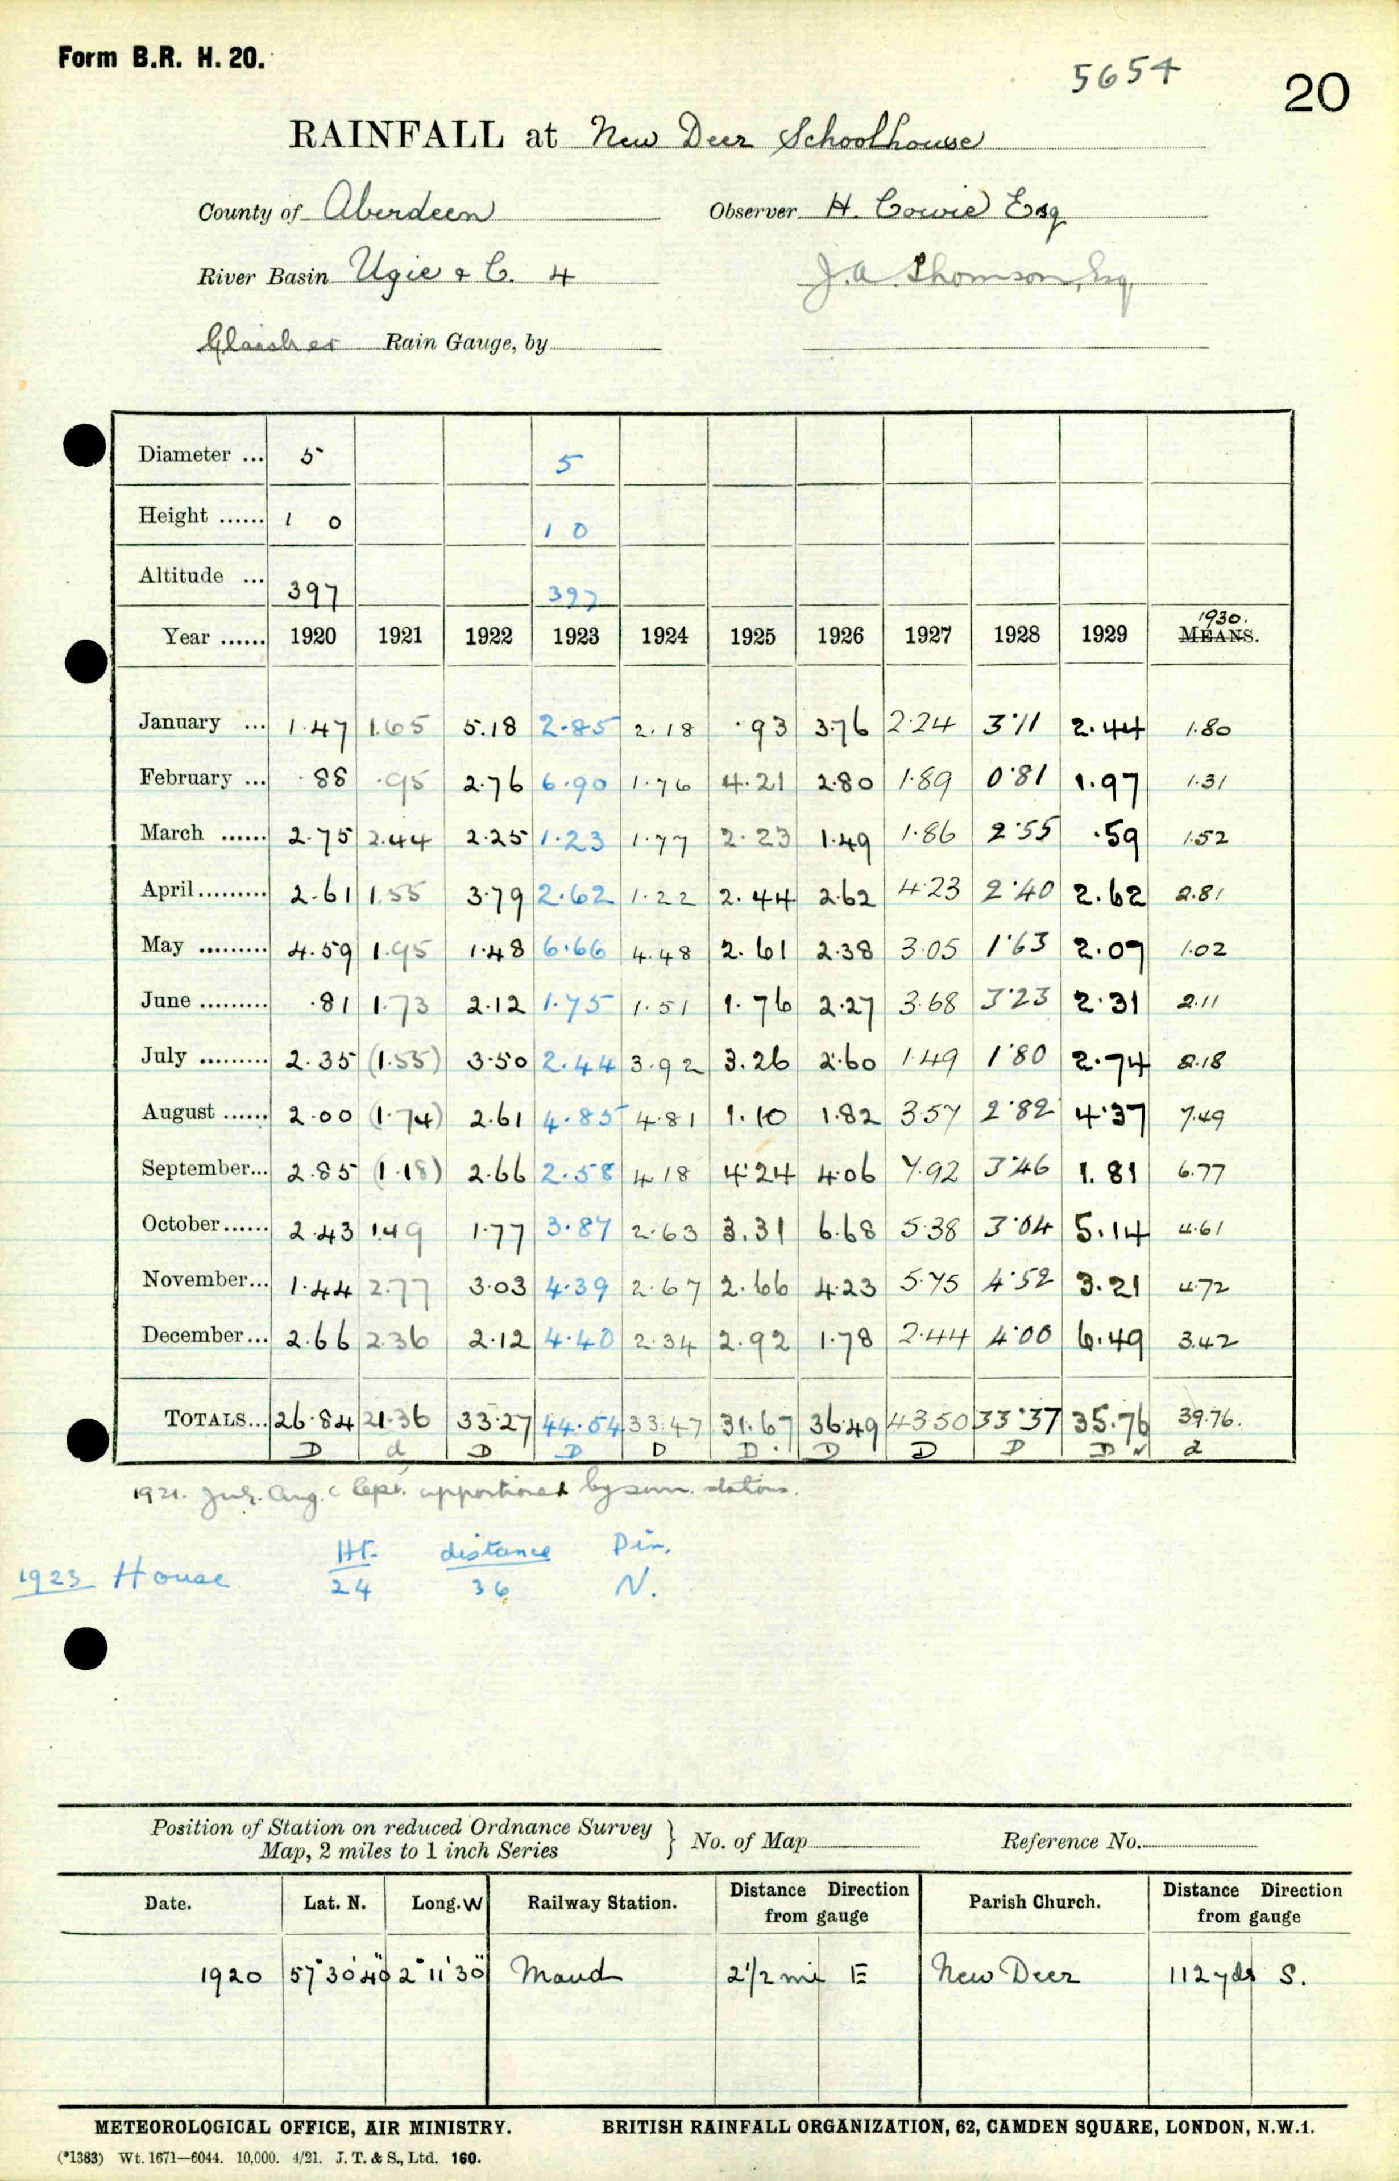 Form B.R. H. 20.
5654
20
RAINFALL at New Deer Schoolhouse
County of Aberdeen Observer H. Cowie Esq
River Basin Ugie & C. 4 J. A. Thomson, Esq.
Glaisher Rain Gauge, by
Diameter ... 5 5
Height ...... 1 0 1 0
Altitude ... 397 397
1930.
Year ...... 1920 1921 1922 1923 1924 1925 1926 1927 1928 1929 MEANS.
January ... 1.47 1.65 5.18 2.85 2.18 .93 3.76 2.24 3.11 2.44 1.80
February ... .88 .95 2.76 6.90 1.76 4.21 2.80 1.89 0.81 1.97 1.31
March ...... 2.75 2.44 2.25 1.23 1.77 2.23 1.49 1.86 2.55 .59 1.52
April ......... 2.61 1.55 3.79 2.62 1.22 2.44 2.62 4.23 2.40 2.62 2.81
May ......... 4.59 1.95 1.48 6.66 4.48 2.61 2.38 3.05 1.63 2.07 1.02
June ......... .81 1.73 2.12 1.75 1.51 1.76 2.27 3.68 3.23 2.31 2.11
July ......... 2.35 (1.55) 3.50 2.44 3.92 3.26 2.60 1.49 1.80 2.74 2.18
August ...... 2.00 (1.74) 2.61 4.85 4.81 1.10 1.82 3.57 2.82 4.37 7.49
September... 2.85 (1.18) 2.66 2.58 4.18 4.24 4.06 7.92 3.46 1.81 6.77
October...... 2.43 1.49 1.77 3.87 2.63 3.31 6.68 5.38 3.04 5.14 4.61
November... 1.44 2.77 3.03 4.39 2.67 2.66 4.23 5.75 4.52 3.21 4.72
December... 2.66 2.36 2.12 4.40 2.34 2.92 1.78 2.44 4.00 6.49 3.42
TOTALS... 26.84 21.36 33.27 44.54 33.47 31.67 36.49 43.50 33.37 35.76 39.76.
D d D D D D. D D D D d
1921. July. Aug. & Sept. apportioned by surr. stations.
Ht. distance Dir.
1923 House 24 36 N.
Position of Station on reduced Ordnance Survey
Map, 2 miles to 1 inch Series } No. of Map Reference No.
Date. Lat. N. Long. W Railway Station. Distance Direction from gauge Parish Church. Distance Direction from gauge
1920 57° 30' 40" 2° 11' 30" Maud 2 1/2 mi E New Deer 112 yds S.
METEOROLOGICAL OFFICE, AIR MINISTRY. BRITISH RAINFALL ORGANIZATION, 62, CAMDEN SQUARE, LONDON, N.W.1.
(*1383) Wt. 1671—6044. 10,000. 4/21. J. T. & S., Ltd. 160.